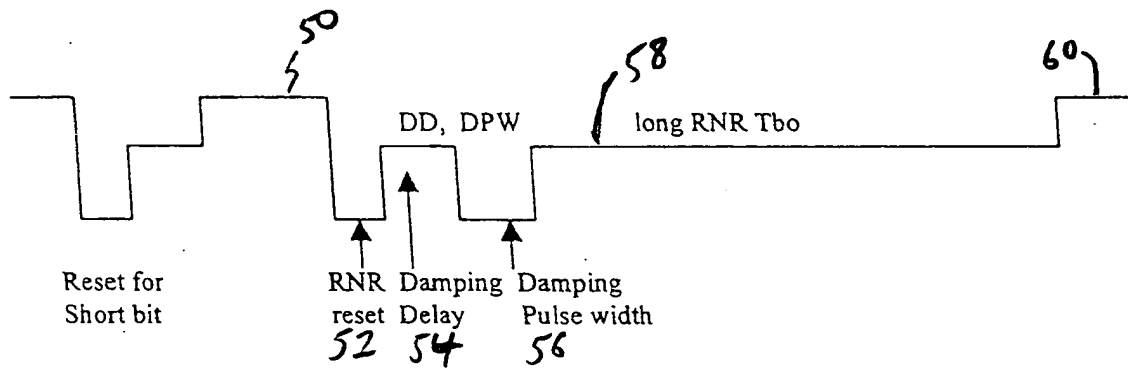 50
58
60
DD, DPW
long RNR Tbo
Reset for
Short bit
RNR
reset
52
Damping
Delay
54
Damping
Pulse width
56